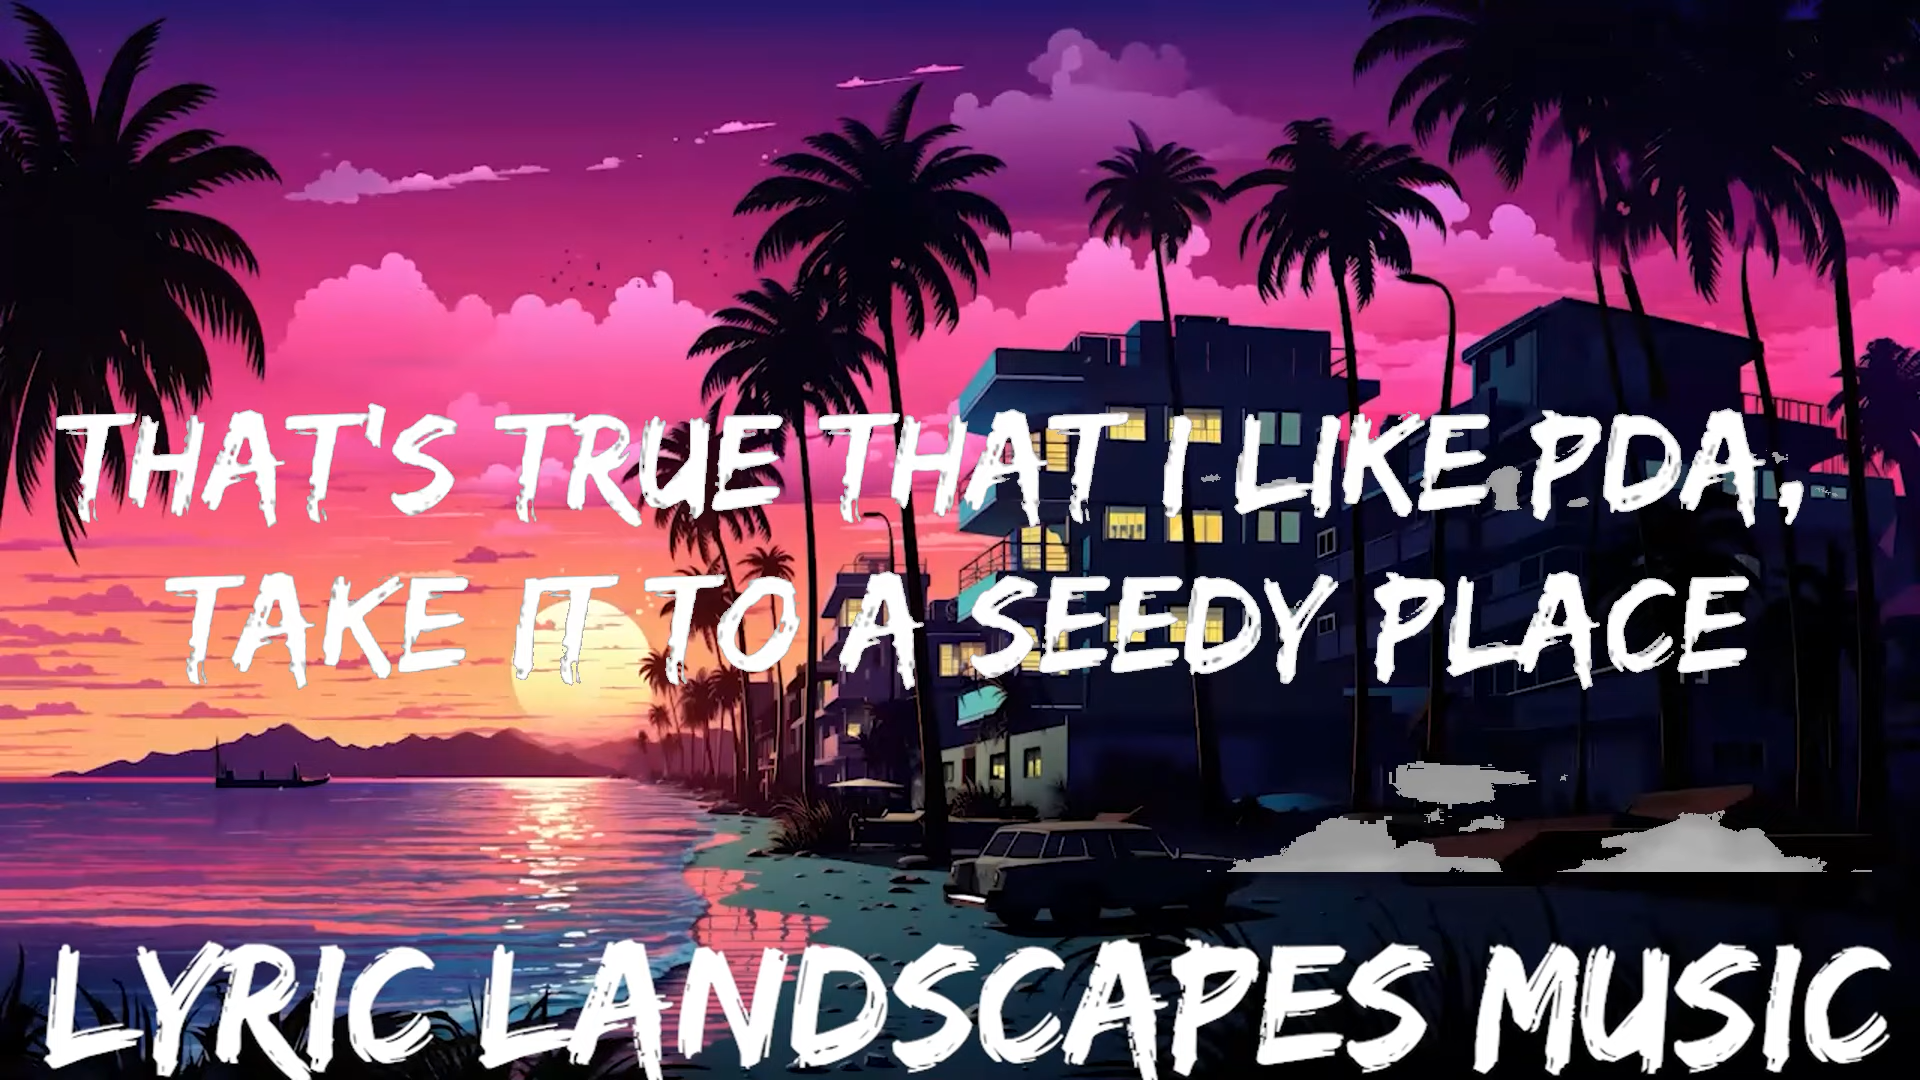 THAT'S TRUE THAT I LIKE PDA,
TAKE IT TO A SEEDY PLACE
LYRIC LANDSCAPES MUSIC